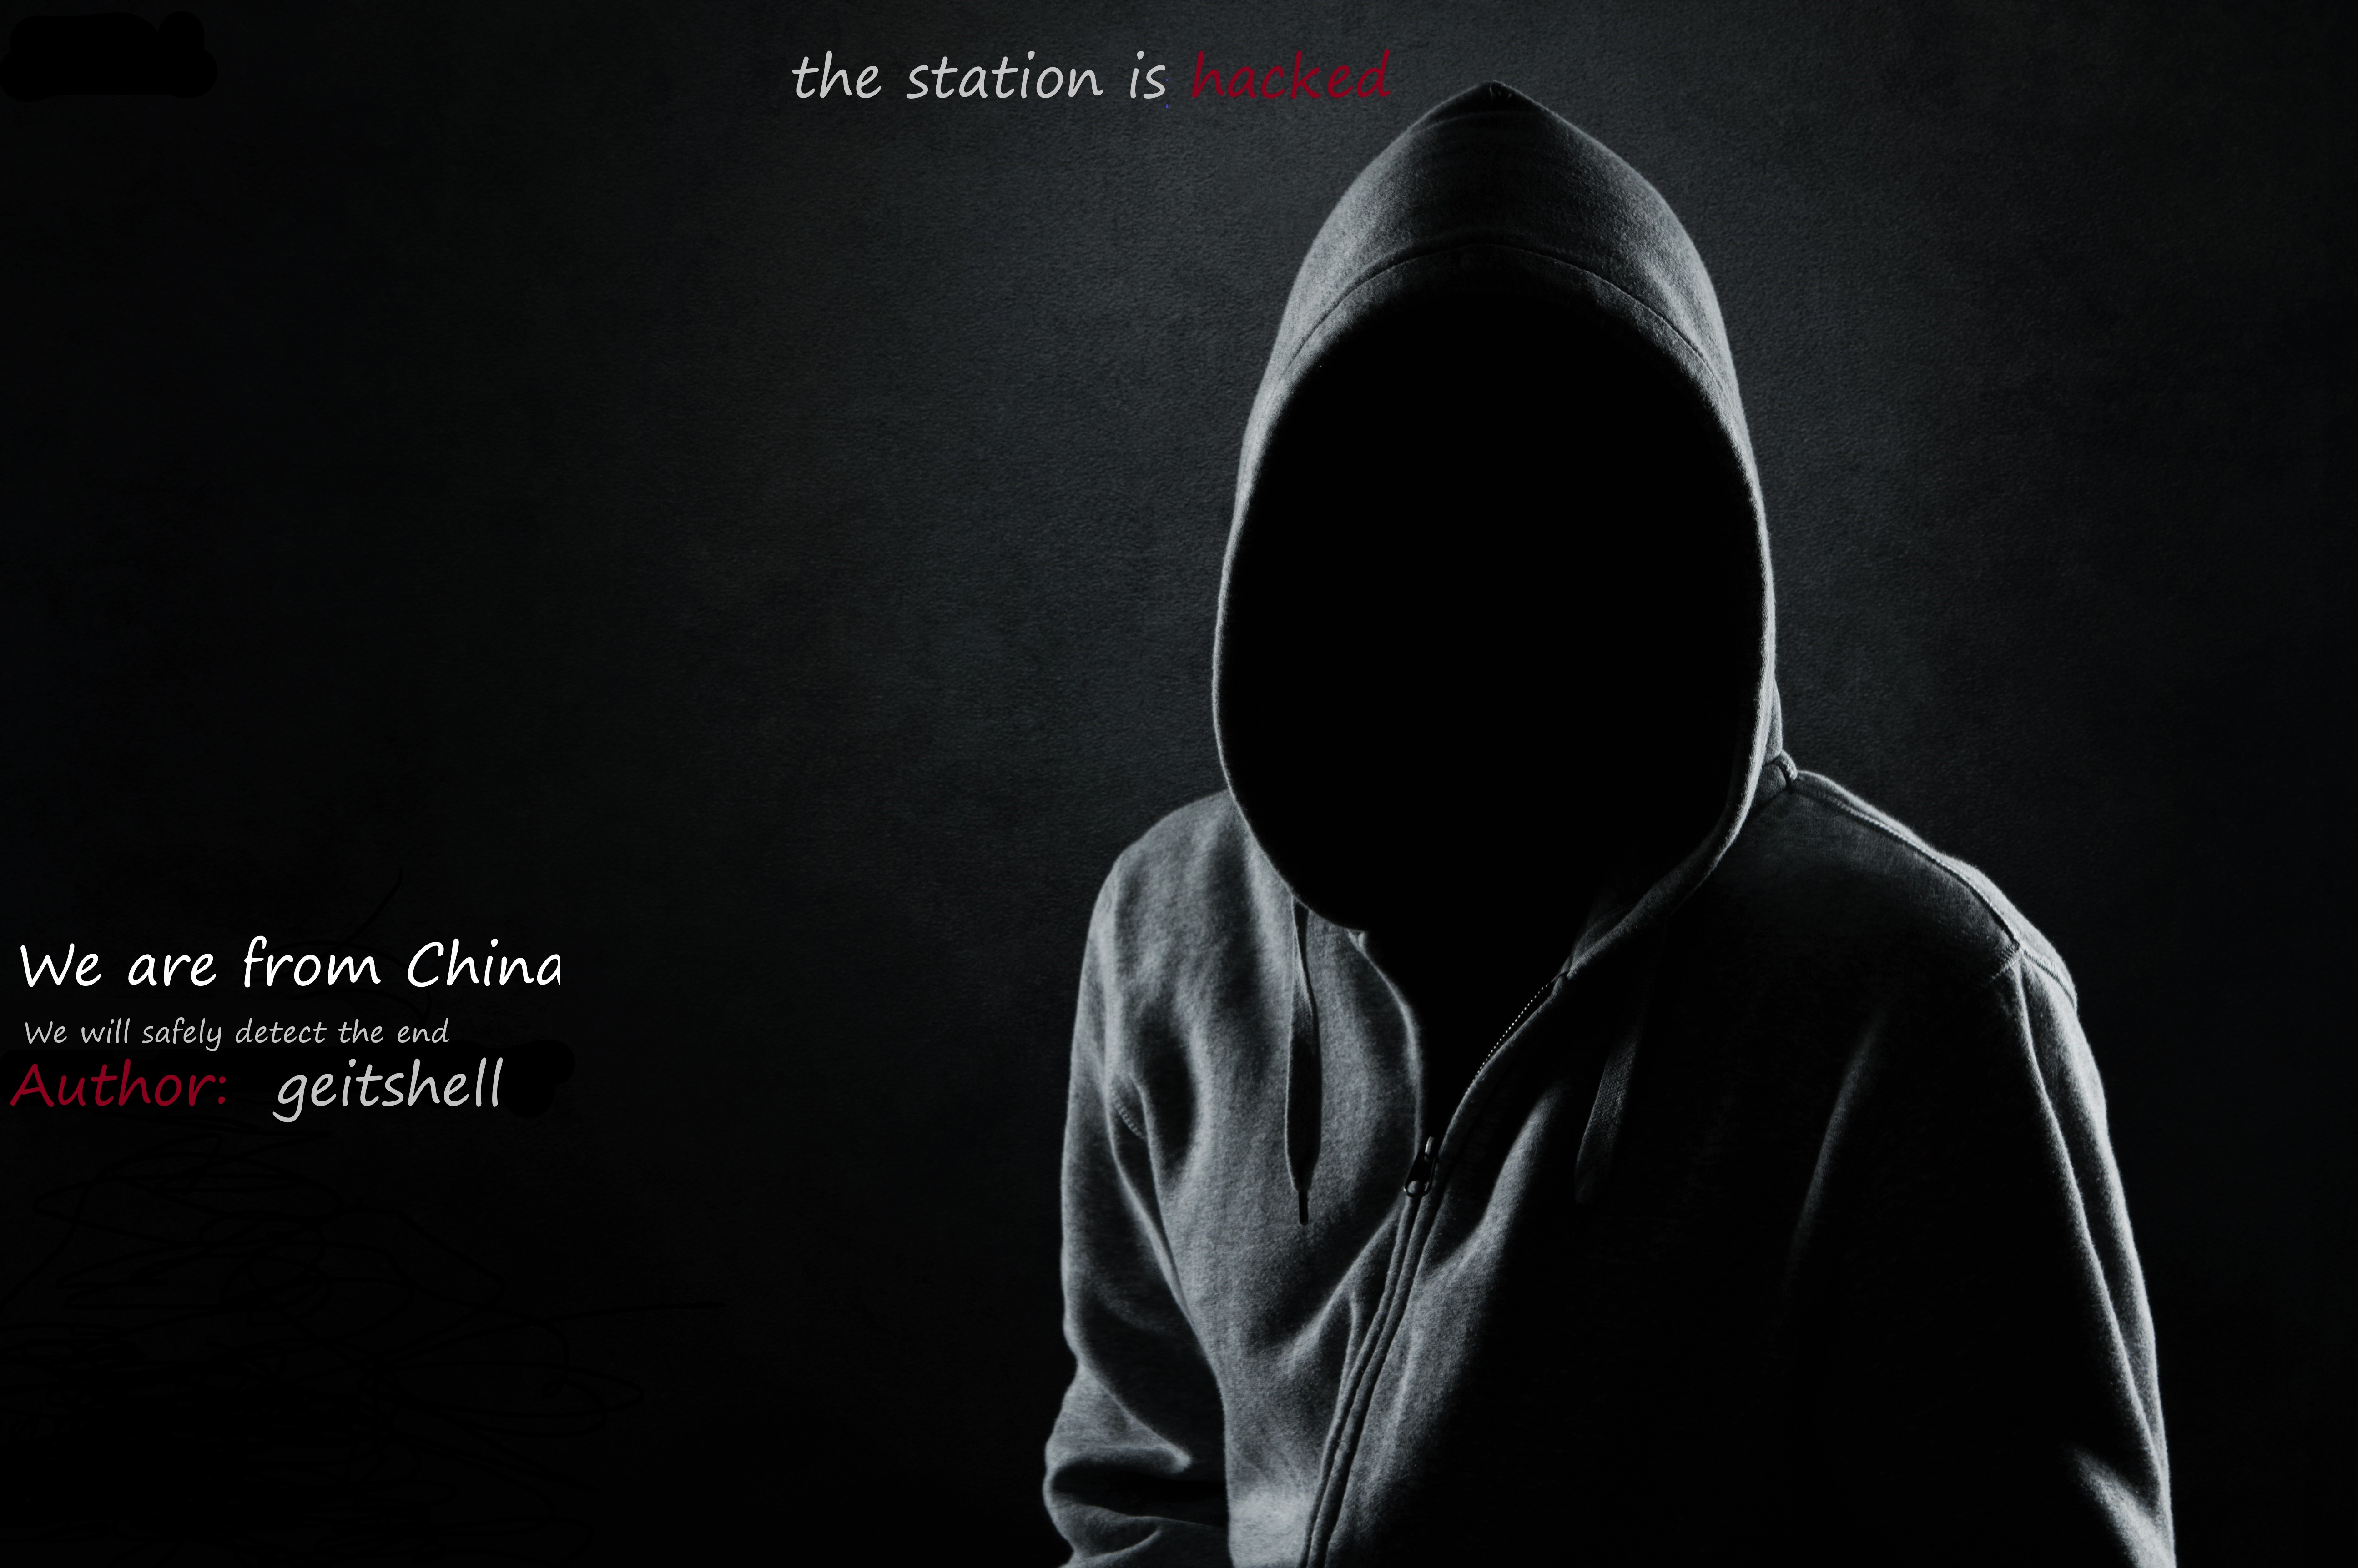 the station is hacked
We are from China
We will safely detect the end
Author: geitshell